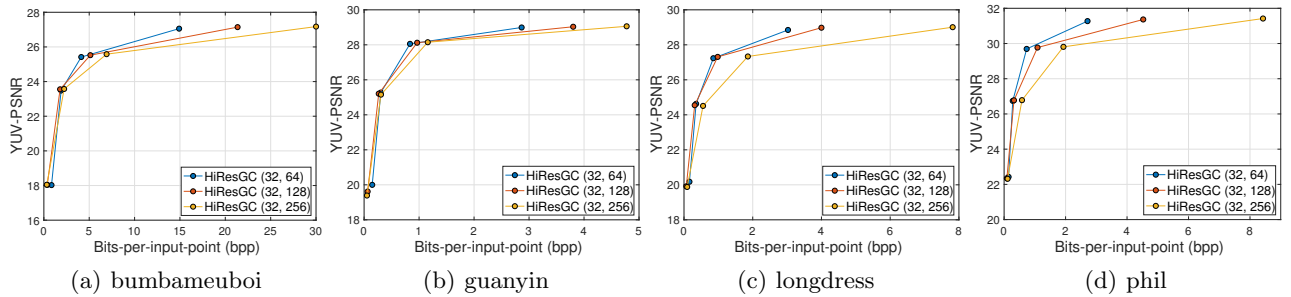 28
26
24
22
20
18
16
YUV-PSNR
HiResGC (32, 64)
HiResGC (32, 128)
HiResGC (32, 256)
0 5 10 15 20 25 30
Bits-per-input-point (bpp)
(a) bumbameuboi
30
28
26
24
22
20
18
YUV-PSNR
HiResGC (32, 64)
HiResGC (32, 128)
HiResGC (32, 256)
0 1 2 3 4 5
Bits-per-input-point (bpp)
(b) guanyin
30
28
26
24
22
20
18
YUV-PSNR
HiResGC (32, 64)
HiResGC (32, 128)
HiResGC (32, 256)
0 2 4 6 8
Bits-per-input-point (bpp)
(c) longdress
32
30
28
26
24
22
20
YUV-PSNR
HiResGC (32, 64)
HiResGC (32, 128)
HiResGC (32, 256)
0 2 4 6 8
Bits-per-input-point (bpp)
(d) phil